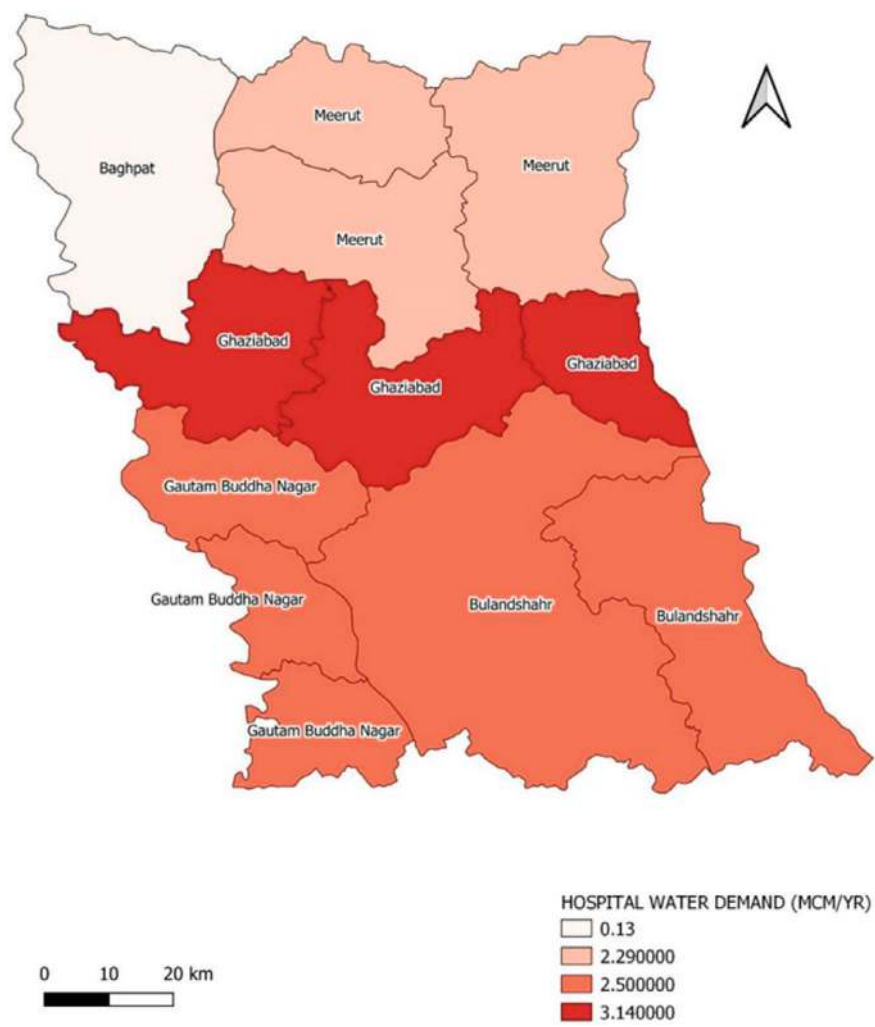 Meerut
Baghpat
Meerut
Meerut
Ghaziabad
Ghaziabad
Ghaziabad
Gautam Buddha Nagar
Gautam Buddha Nagar
Bulandshahr
Bulandshahr
Gautam Buddha Nagar
HOSPITAL WATER DEMAND (MCM/YR)
0.13
2.290000
2.500000
3.140000
0 10 20 km